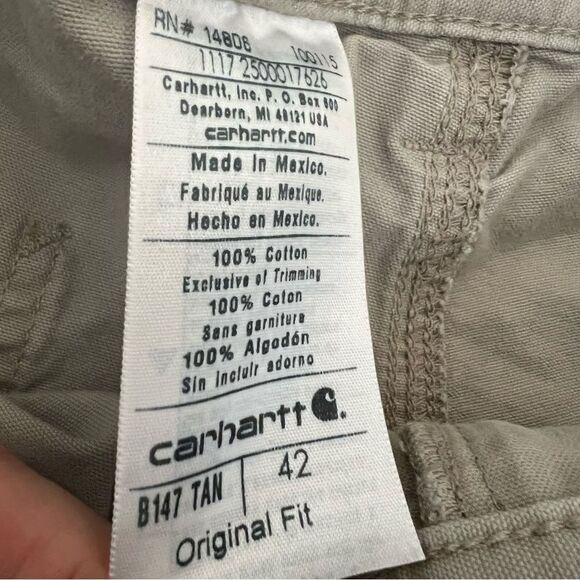 RN# 14806 100115
1117 2500017626
Carhartt, Inc. P. O. Box 600
Dearborn, MI 48121 USA
carhartt.com
Made In Mexico.
Fabriqué au Mexique.
Hecho en Mexico.
100% Cotton
Exclusive of Trimming
100% Coton
Sans garniture
100% Algodón
Sin incluir adorno
carhartt
B147 TAN 42
Original Fit